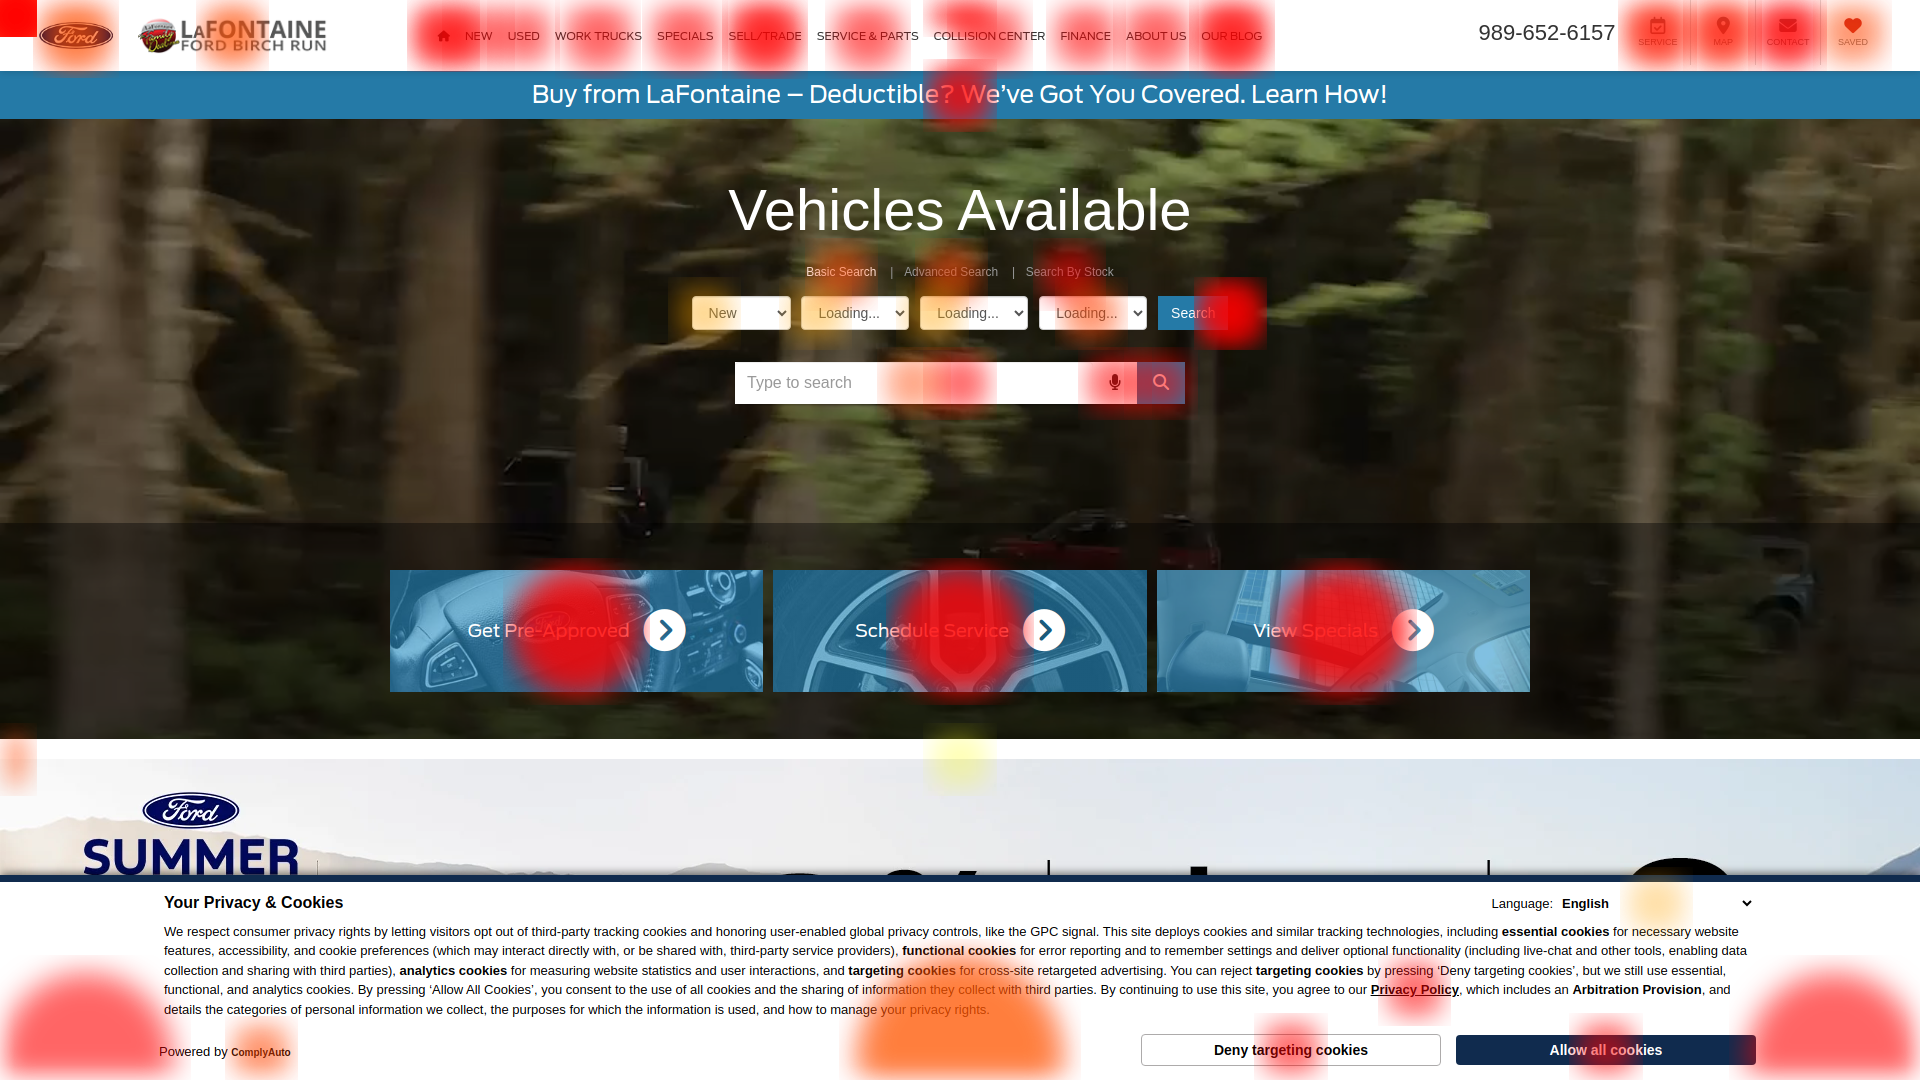 Ford
LaFONTAINE
Family Deal
FORD BIRCH RUN
NEW
USED
WORK TRUCKS
SPECIALS
SELL/TRADE
SERVICE & PARTS
COLLISION CENTER
FINANCE
ABOUT US
OUR BLOG
989-652-6157
SERVICE
MAP
CONTACT
SAVED
Buy from LaFontaine – Deductible? We've Got You Covered. Learn How!
Vehicles Available
Basic Search | Advanced Search | Search By Stock
New
Loading...
Loading...
Loading...
Search
Type to search
Get Pre-Approved
Schedule Service
View Specials
Ford
SUMMER
Your Privacy & Cookies
Language: English
We respect consumer privacy rights by letting visitors opt out of third-party tracking cookies and honoring user-enabled global privacy controls, like the GPC signal. This site deploys cookies and similar tracking technologies, including essential cookies for necessary website
features, accessibility, and cookie preferences (which may interact directly with, or be shared with, third-party service providers), functional cookies for error reporting and to remember settings and deliver optional functionality (including live-chat and other tools, enabling data
collection and sharing with third parties), analytics cookies for measuring website statistics and user interactions, and targeting cookies for cross-site retargeted advertising. You can reject targeting cookies by pressing ‘Deny targeting cookies’, but we still use essential,
functional, and analytics cookies. By pressing ‘Allow All Cookies’, you consent to the use of all cookies and the sharing of information they collect with third parties. By continuing to use this site, you agree to our Privacy Policy, which includes an Arbitration Provision, and
details the categories of personal information we collect, the purposes for which the information is used, and how to manage your privacy rights.
Powered by ComplyAuto
Deny targeting cookies
Allow all cookies